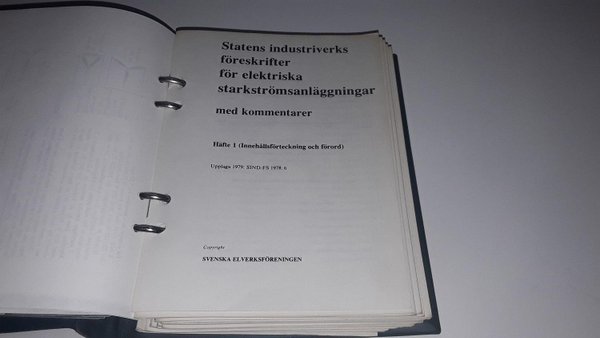 Statens industriverks
föreskrifter
för elektriska
starkströmsanläggningar
med kommentarer
Häfte 1 (Innehållsförteckning och förord)
Upplaga 1979: SIND-FS 1978: 6
Copyright
SVENSKA ELVERKSFÖRENINGEN